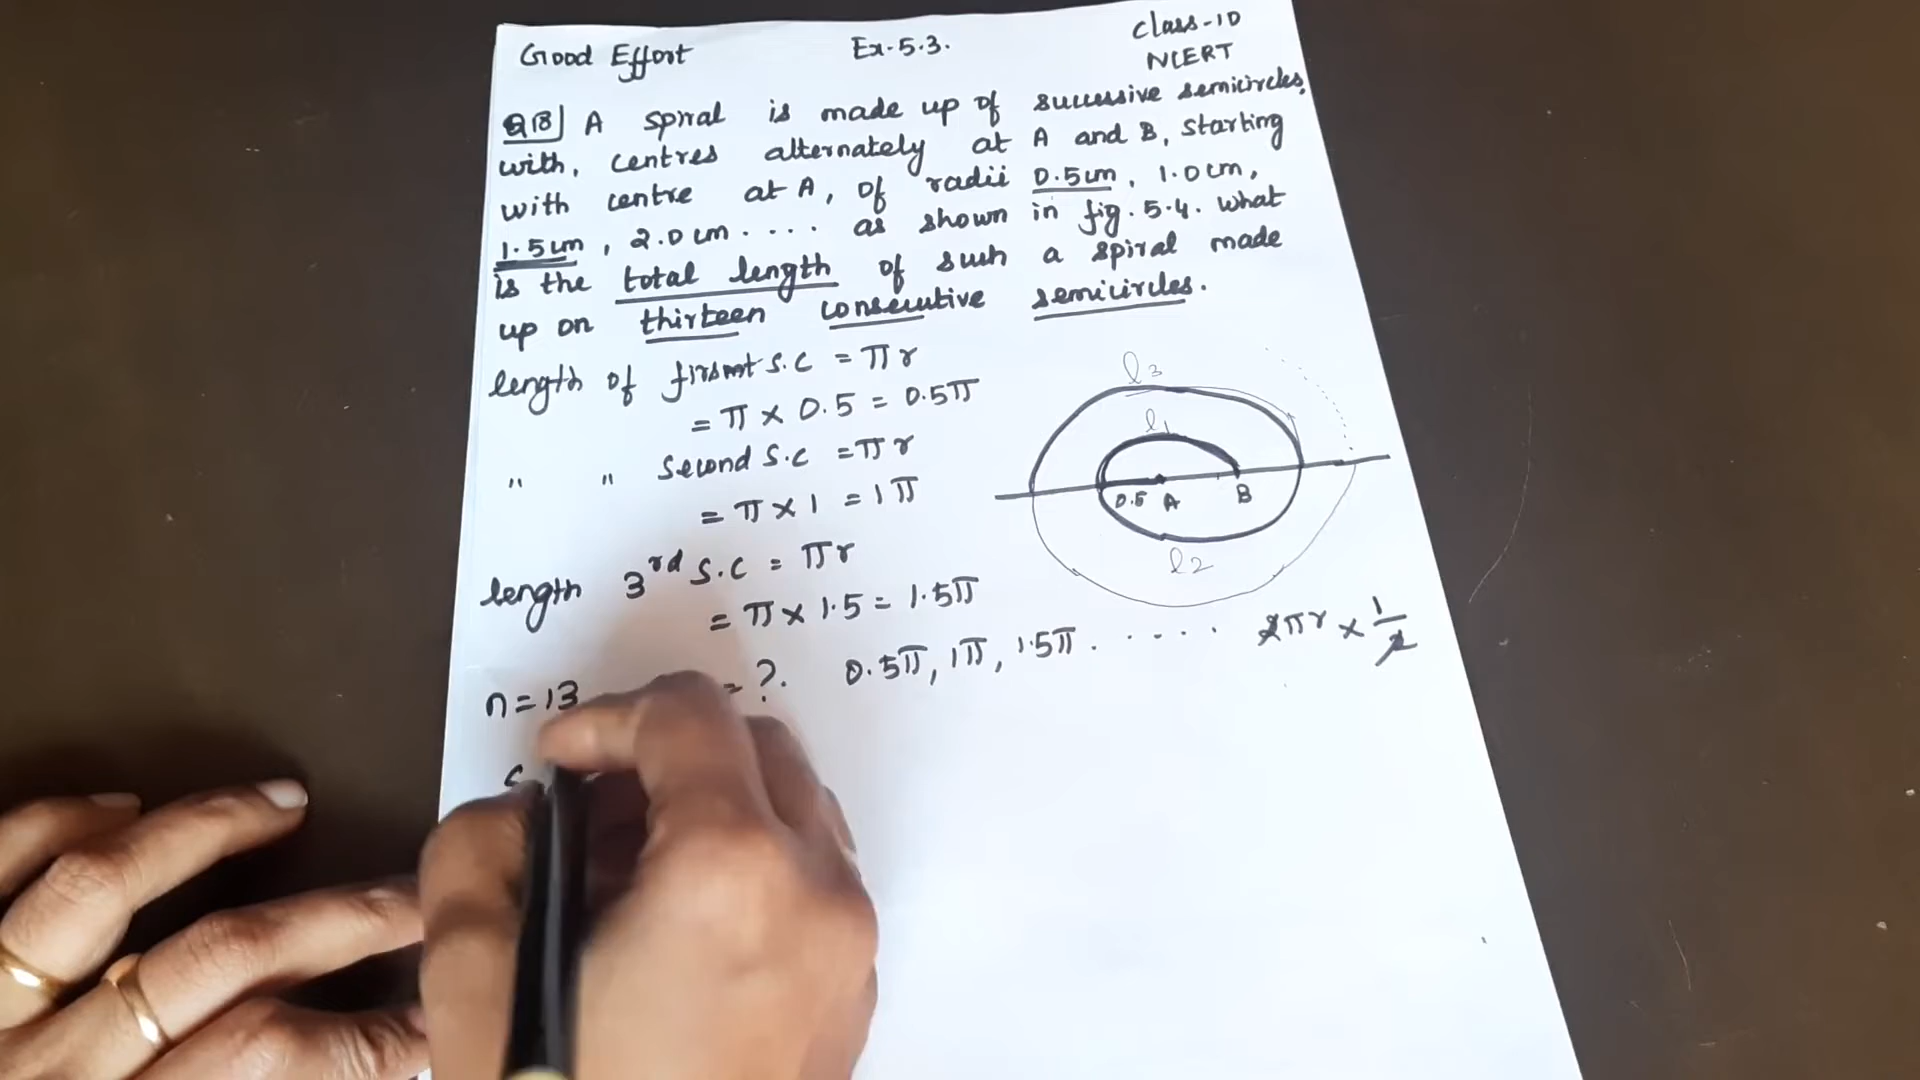 Good Effort
Ex-5.3.
Class-10
NCERT
Q18] A spiral is made up of successive semicircles,
with, centres alternately at A and B, starting
with centre at A, of radii 0.5cm, 1.0cm,
1.5cm, 2.0cm.... as shown in fig. 5.4. what
is the total length of such a spiral made
up on thirteen consecutive semicircles.
length of first S.C = πr
= π × 0.5 = 0.5π
" " Second S.C = πr
= π × 1 = 1π
length 3rd S.C = πr
= π × 1.5 = 1.5π
n=13 = ?. 0.5π, 1π, 1.5π. ..... 2πr × 1/2
l3
l1
0.5 A B
l2